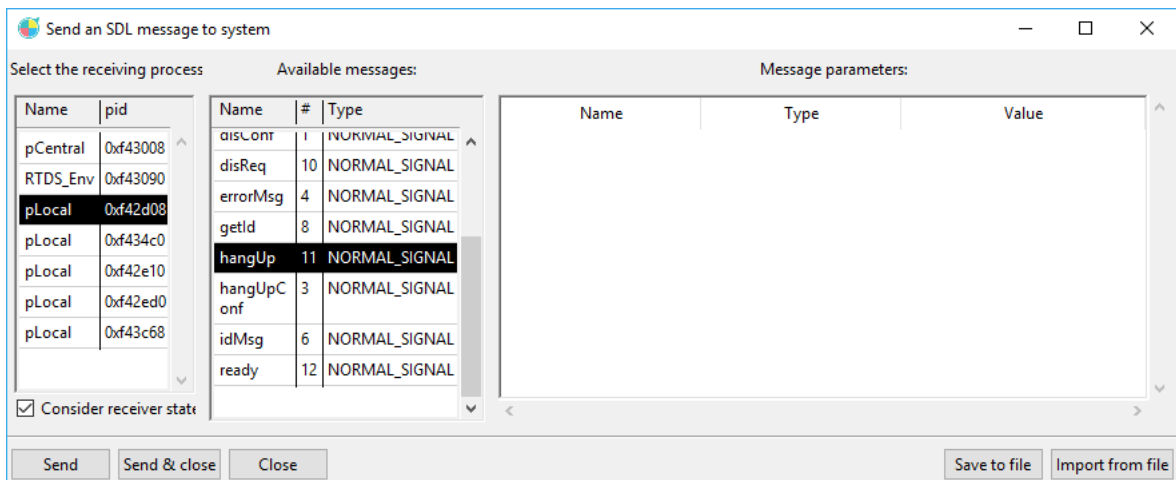 Send an SDL message to system
Select the receiving process Available messages: Message parameters:
Name pid Name # Type Name Type Value
disConf 1 NORMAL_SIGNAL
pCentral 0xf43008 disReq 10 NORMAL_SIGNAL
RTDS_Env 0xf43090 errorMsg 4 NORMAL_SIGNAL
pLocal 0xf42d08 getId 8 NORMAL_SIGNAL
pLocal 0xf434c0 hangUp 11 NORMAL_SIGNAL
pLocal 0xf42e10 hangUpC 3 NORMAL_SIGNAL
onf
pLocal 0xf42ed0 idMsg 6 NORMAL_SIGNAL
pLocal 0xf43c68 ready 12 NORMAL_SIGNAL
Consider receiver state
Send Send & close Close Save to file Import from file